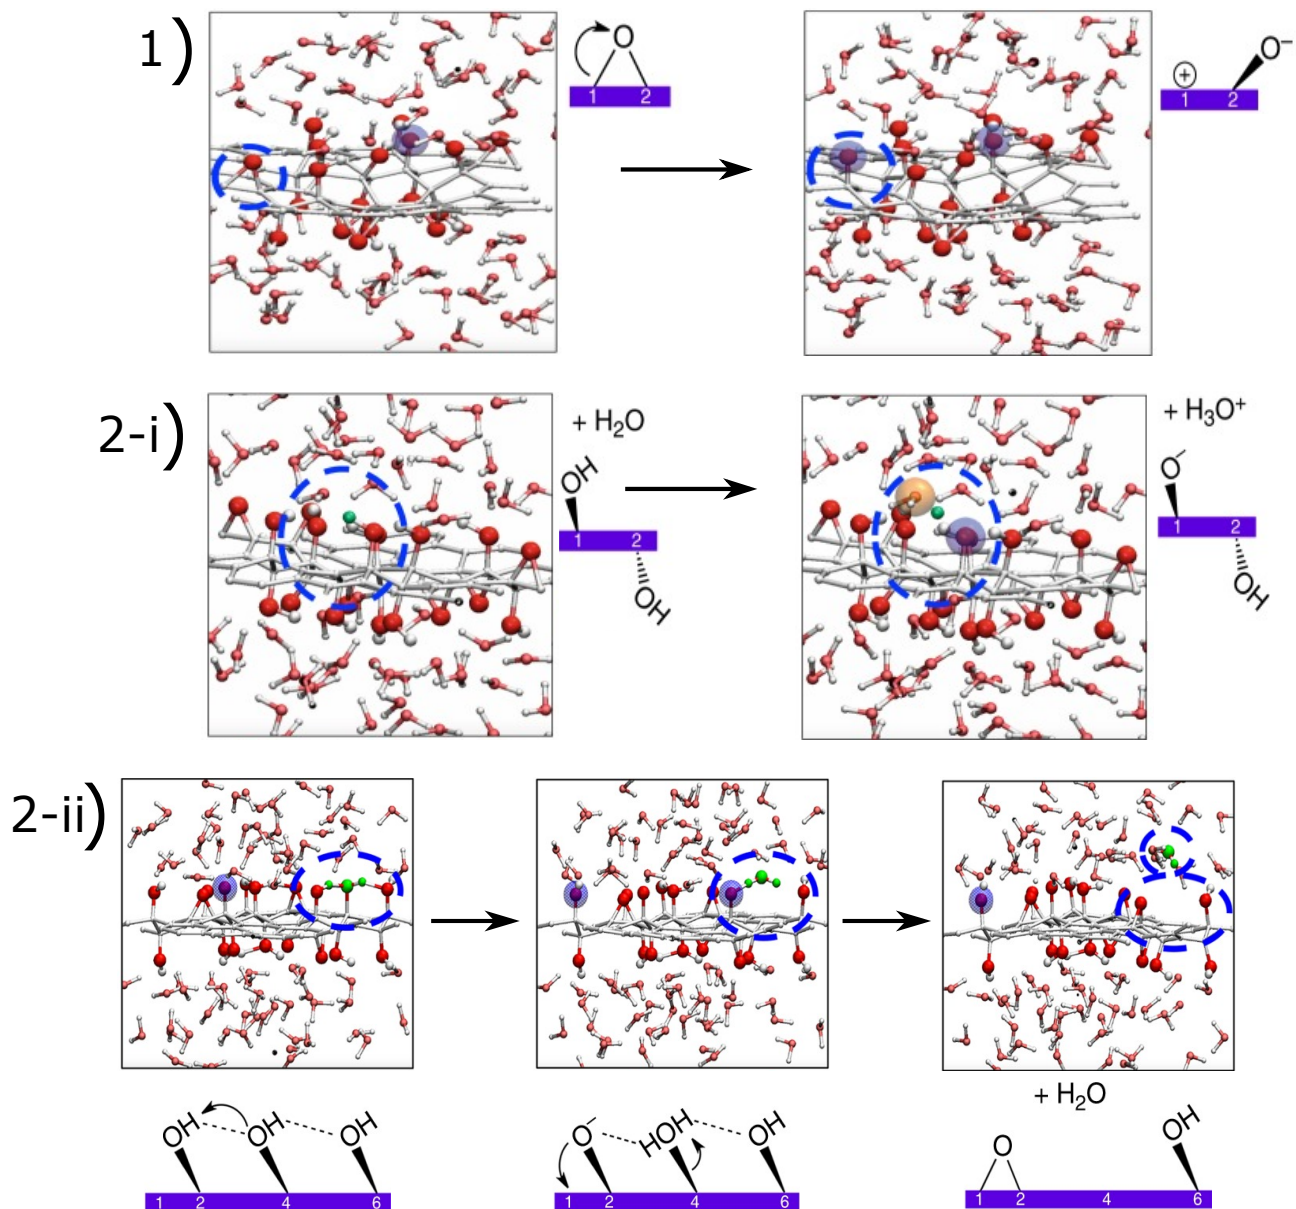 1)
O
1 2
+
O⁻
1 2
2-i)
+ H₂O
OH
1 2
OH
+ H₃O⁺
O⁻
1 2
OH
2-ii)
+ H₂O
OH OH OH
1 2 4 6
O⁻ HOH OH
1 2 4 6
O OH
1 2 4 6